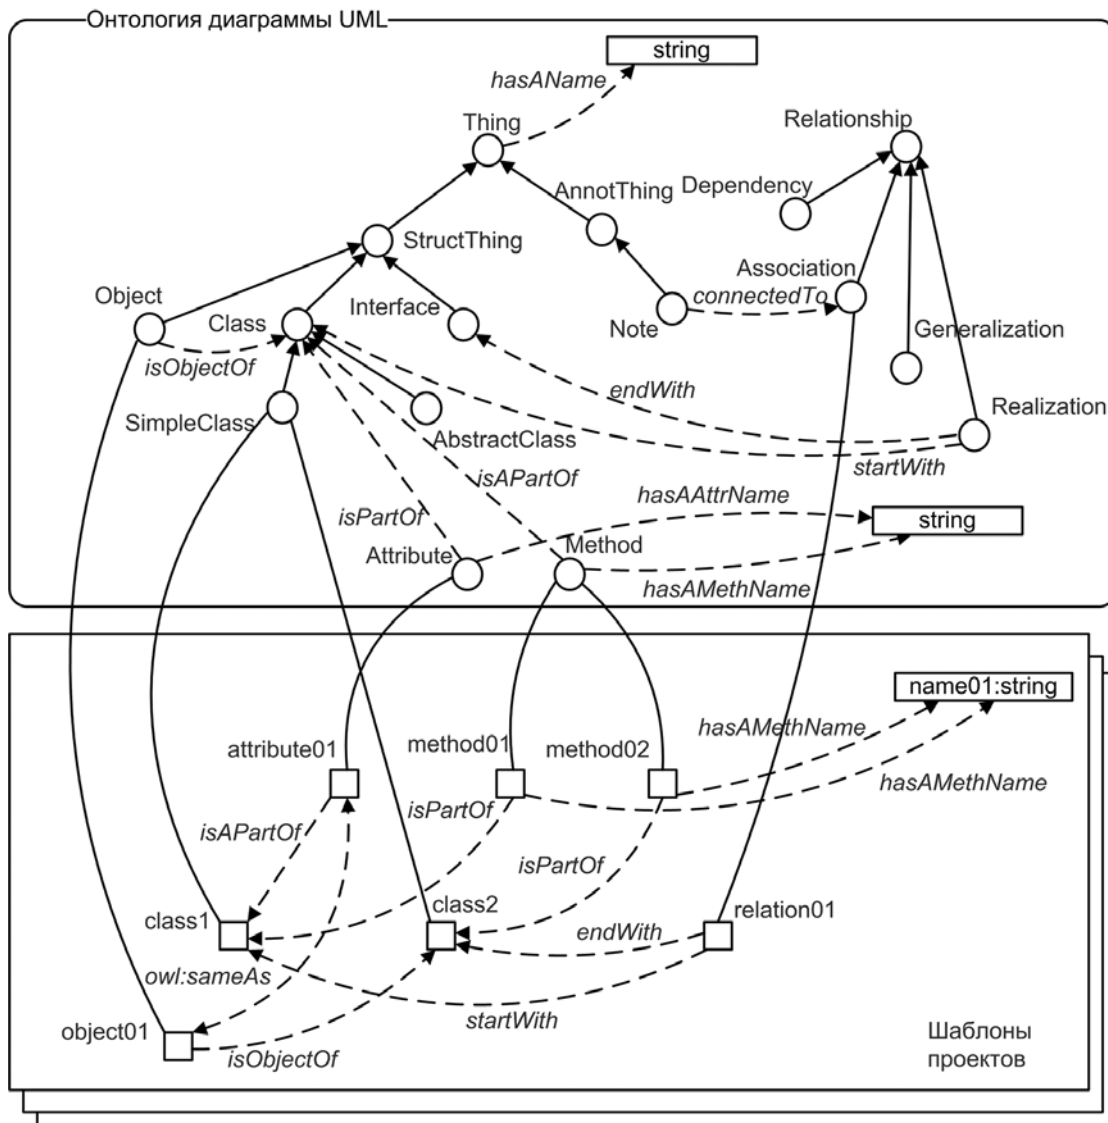 Онтология диаграммы UML
string
hasAName
Thing
Relationship
AnnotThing
Dependency
StructThing
Association
Object
Class
Interface
connectedTo
Note
Generalization
isObjectOf
endWith
SimpleClass
AbstractClass
Realization
startWith
isAPartOf
hasAAttrName
isPartOf
string
Attribute
Method
hasAMethName
name01:string
hasAMethName
attribute01
method01
method02
hasAMethName
isPartOf
isAPartOf
isPartOf
class1
class2
relation01
endWith
owl:sameAs
startWith
object01
isObjectOf
Шаблоны
проектов